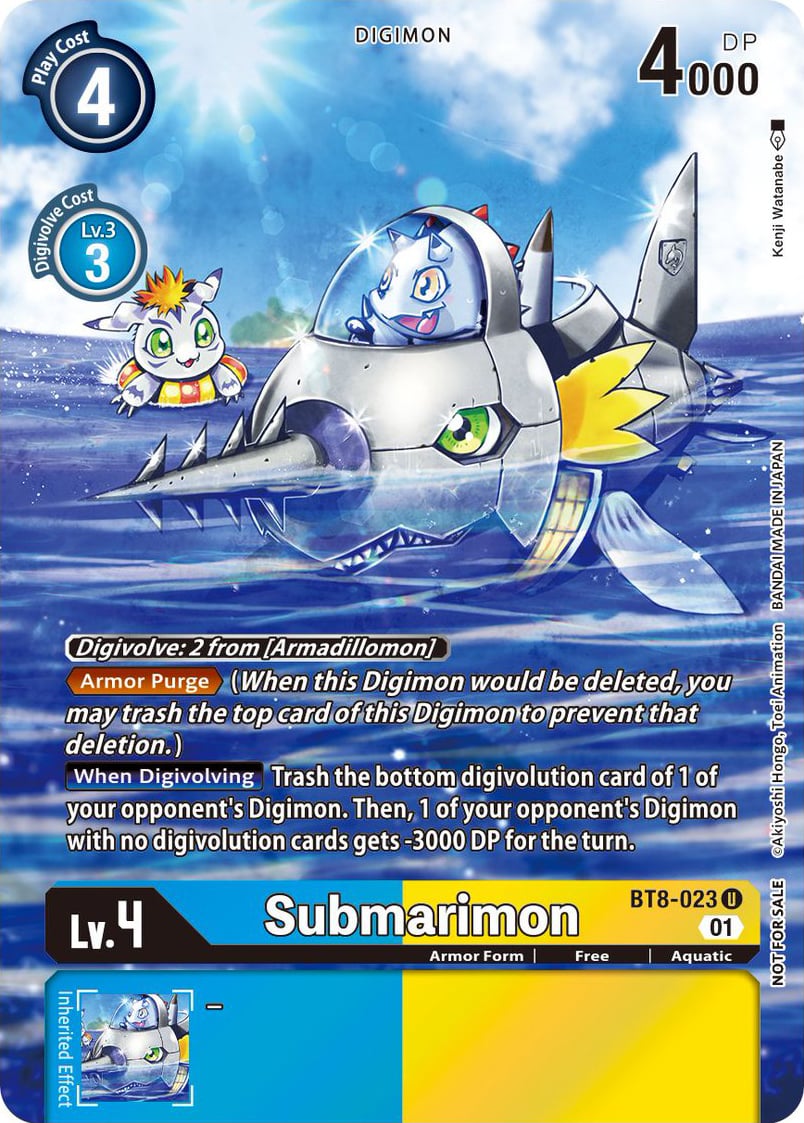 DIGIMON
Play Cost
4
DP
4000
Digivolve Cost
Lv.3
3
Kenji Watanabe
Digivolve: 2 from [Armadillomon]
Armor Purge (When this Digimon would be deleted, you
may trash the top card of this Digimon to prevent that
deletion.)
When Digivolving Trash the bottom digivolution card of 1 of
your opponent's Digimon. Then, 1 of your opponent's Digimon
with no digivolution cards gets -3000 DP for the turn.
©Akiyoshi Hongo, Toei Animation BANDAI MADE IN JAPAN
NOT FOR SALE
Lv.4
Submarimon
BT8-023 U
01
Armor Form | Free | Aquatic
Inherited Effect
-